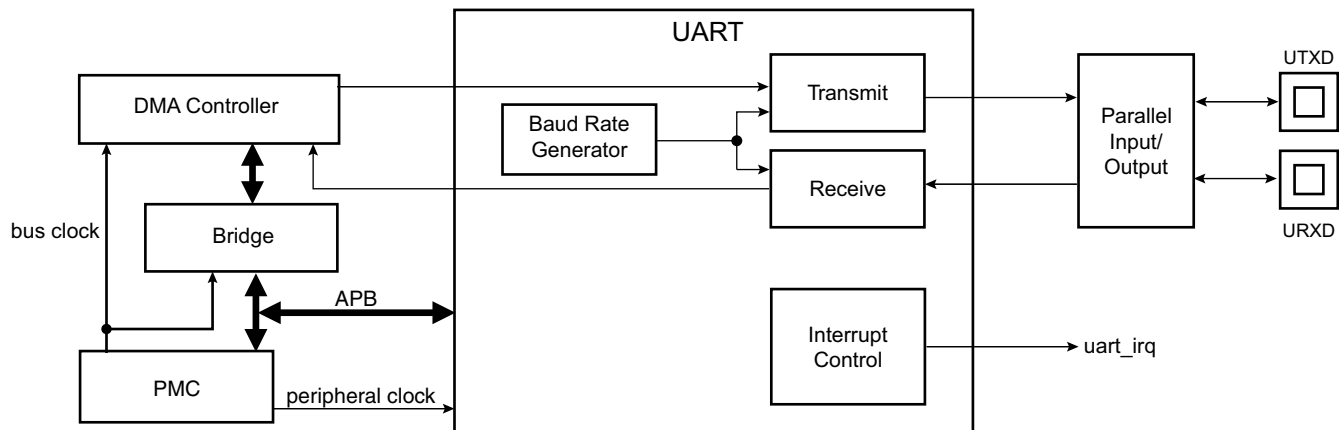 UART
DMA Controller
Transmit
UTXD
Baud Rate
Generator
Parallel
Input/
Output
Receive
URXD
bus clock
Bridge
APB
Interrupt
Control
uart_irq
PMC
peripheral clock